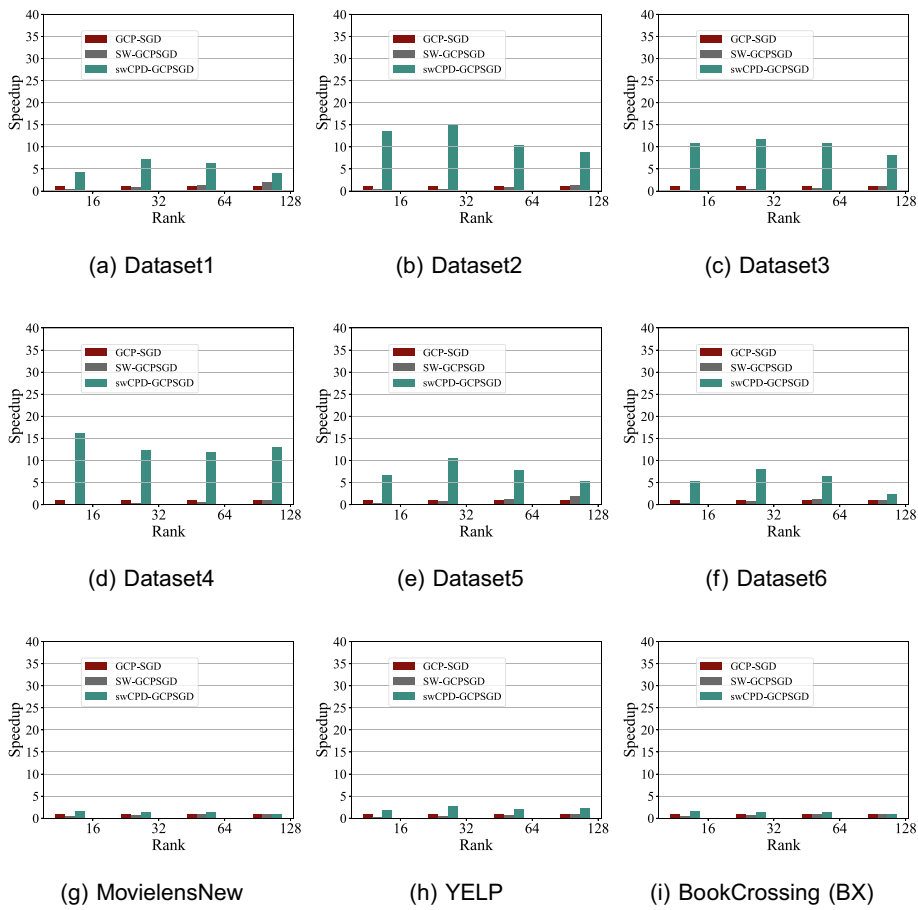 40
35
30
25
20
15
10
5
0
Speedup
GCP-SGD
SW-GCPSGD
swCPD-GCPSGD
16 32 64 128
Rank
(a) Dataset1
40
35
30
25
20
15
10
5
0
Speedup
GCP-SGD
SW-GCPSGD
swCPD-GCPSGD
16 32 64 128
Rank
(b) Dataset2
40
35
30
25
20
15
10
5
0
Speedup
GCP-SGD
SW-GCPSGD
swCPD-GCPSGD
16 32 64 128
Rank
(c) Dataset3
40
35
30
25
20
15
10
5
0
Speedup
GCP-SGD
SW-GCPSGD
swCPD-GCPSGD
16 32 64 128
Rank
(d) Dataset4
40
35
30
25
20
15
10
5
0
Speedup
GCP-SGD
SW-GCPSGD
swCPD-GCPSGD
16 32 64 128
Rank
(e) Dataset5
40
35
30
25
20
15
10
5
0
Speedup
GCP-SGD
SW-GCPSGD
swCPD-GCPSGD
16 32 64 128
Rank
(f) Dataset6
40
35
30
25
20
15
10
5
0
Speedup
GCP-SGD
SW-GCPSGD
swCPD-GCPSGD
16 32 64 128
Rank
(g) MovielensNew
40
35
30
25
20
15
10
5
0
Speedup
GCP-SGD
SW-GCPSGD
swCPD-GCPSGD
16 32 64 128
Rank
(h) YELP
40
35
30
25
20
15
10
5
0
Speedup
GCP-SGD
SW-GCPSGD
swCPD-GCPSGD
16 32 64 128
Rank
(i) BookCrossing (BX)